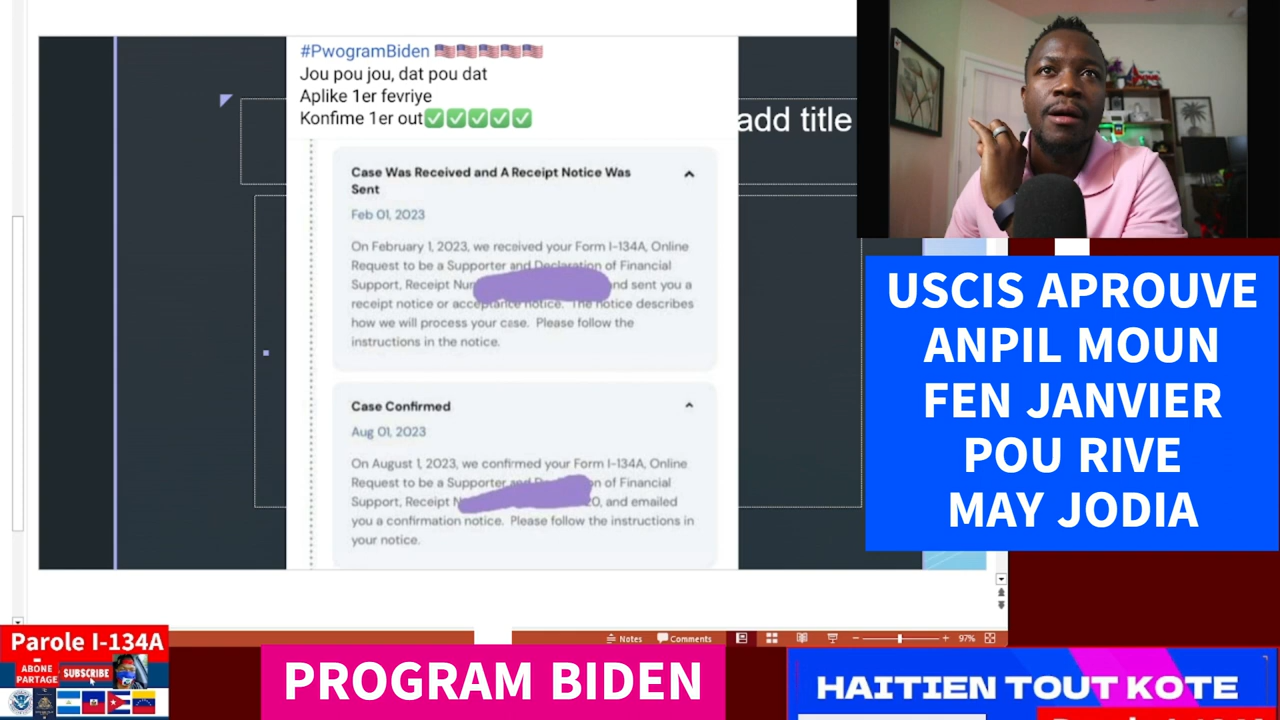 #PwogramBiden
Jou pou jou, dat pou dat
Aplike 1er fevriye
Konfime 1er out
add title
Case Was Received and A Receipt Notice Was
Sent
Feb 01, 2023
On February 1, 2023, we received your Form I-134A, Online
Request to be a Supporter and Declaration of Financial
Support, Receipt Num and sent you a
receipt notice or acceptance notice. The notice describes
how we will process your case. Please follow the
instructions in the notice.
Case Confirmed
Aug 01, 2023
On August 1, 2023, we confirmed your Form I-134A, Online
Request to be a Supporter and of Financial
Support, Receipt and emailed
you a confirmation notice. Please follow the instructions in
your notice.
USCIS APROUVE
ANPIL MOUN
FEN JANVIER
POU RIVE
MAY JODIA
Notes
Comments
97%
Parole I-134A
ABONE
PARTAGE
SUBSCRIBE
PROGRAM BIDEN
HAITIEN TOUT KOTE